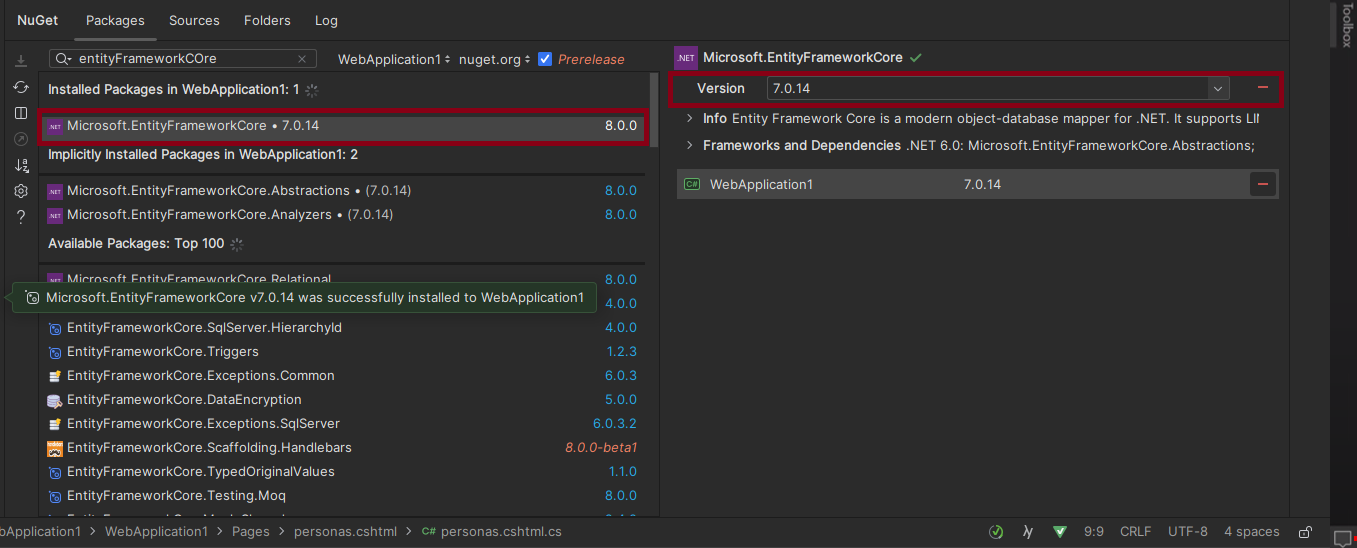 NuGet Packages Sources Folders Log
Toolbox
entityFrameworkCOre WebApplication1 nuget.org Prerelease
Installed Packages in WebApplication1: 1
.NET Microsoft.EntityFrameworkCore • 7.0.14 8.0.0
Implicitly Installed Packages in WebApplication1: 2
.NET Microsoft.EntityFrameworkCore.Abstractions • (7.0.14) 8.0.0
.NET Microsoft.EntityFrameworkCore.Analyzers • (7.0.14) 8.0.0
Available Packages: Top 100
Microsoft.EntityFrameworkCore.Relational 8.0.0
Microsoft.EntityFrameworkCore v7.0.14 was successfully installed to WebApplication1
4.0.0
EntityFrameworkCore.SqlServer.HierarchyId 4.0.0
EntityFrameworkCore.Triggers 1.2.3
EntityFrameworkCore.Exceptions.Common 6.0.3
EntityFrameworkCore.DataEncryption 5.0.0
EntityFrameworkCore.Exceptions.SqlServer 6.0.3.2
EntityFrameworkCore.Scaffolding.Handlebars 8.0.0-beta1
EntityFrameworkCore.TypedOriginalValues 1.1.0
EntityFrameworkCore.Testing.Moq 8.0.0
.NET Microsoft.EntityFrameworkCore
Version 7.0.14
Info Entity Framework Core is a modern object-database mapper for .NET. It supports LIN
Frameworks and Dependencies .NET 6.0: Microsoft.EntityFrameworkCore.Abstractions;
C# WebApplication1 7.0.14
bApplication1 > WebApplication1 > Pages > personas.cshtml > C# personas.cshtml.cs
9:9 CRLF UTF-8 4 spaces